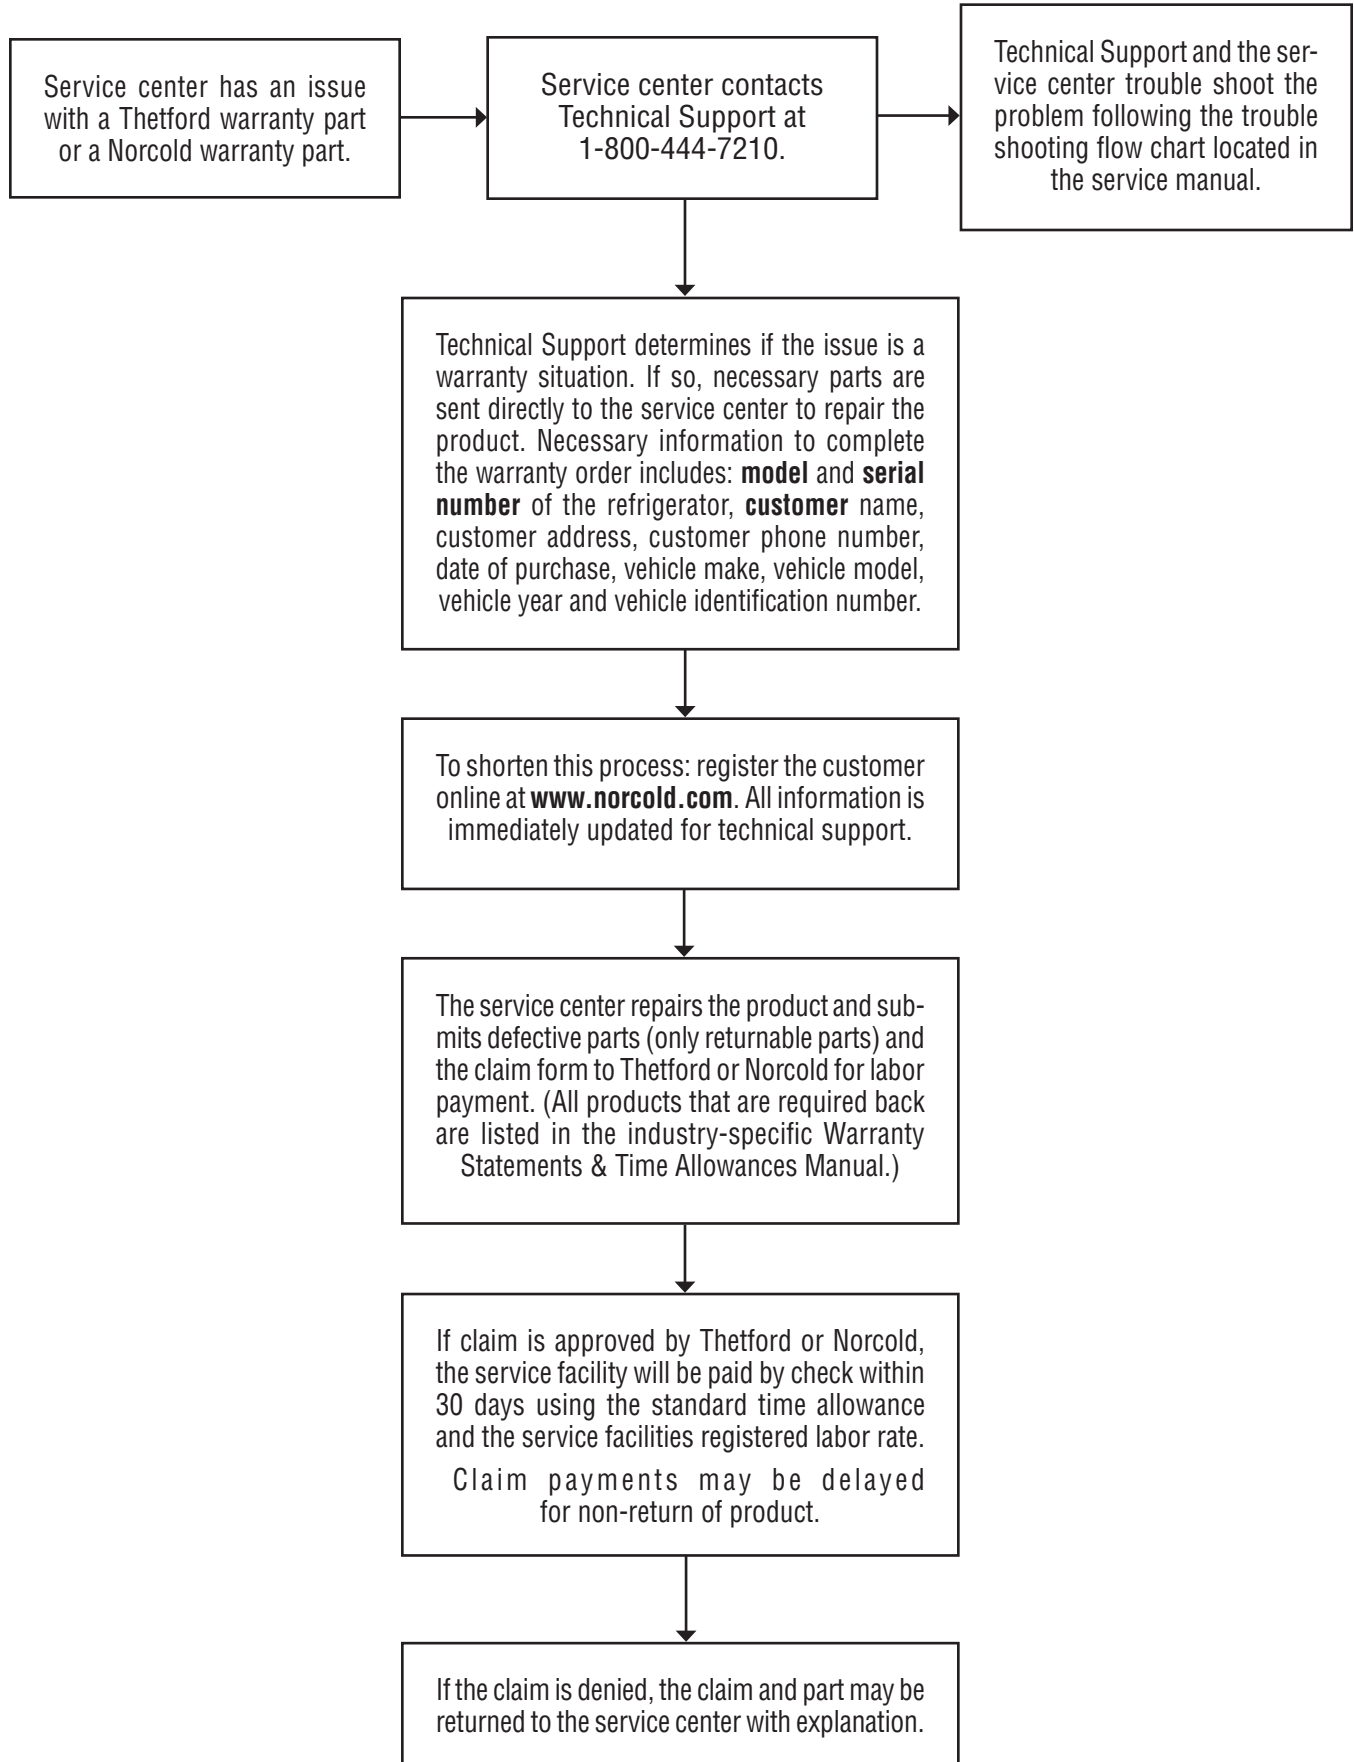 Service center has an issue
with a Thetford warranty part
or a Norcold warranty part.
Service center contacts
Technical Support at
1-800-444-7210.
Technical Support and the ser-
vice center trouble shoot the
problem following the trouble
shooting flow chart located in
the service manual.
Technical Support determines if the issue is a
warranty situation. If so, necessary parts are
sent directly to the service center to repair the
product. Necessary information to complete
the warranty order includes: model and serial
number of the refrigerator, customer name,
customer address, customer phone number,
date of purchase, vehicle make, vehicle model,
vehicle year and vehicle identification number.
To shorten this process: register the customer
online at www.norcold.com. All information is
immediately updated for technical support.
The service center repairs the product and sub-
mits defective parts (only returnable parts) and
the claim form to Thetford or Norcold for labor
payment. (All products that are required back
are listed in the industry-specific Warranty
Statements & Time Allowances Manual.)
If claim is approved by Thetford or Norcold,
the service facility will be paid by check within
30 days using the standard time allowance
and the service facilities registered labor rate.
Claim payments may be delayed
for non-return of product.
If the claim is denied, the claim and part may be
returned to the service center with explanation.